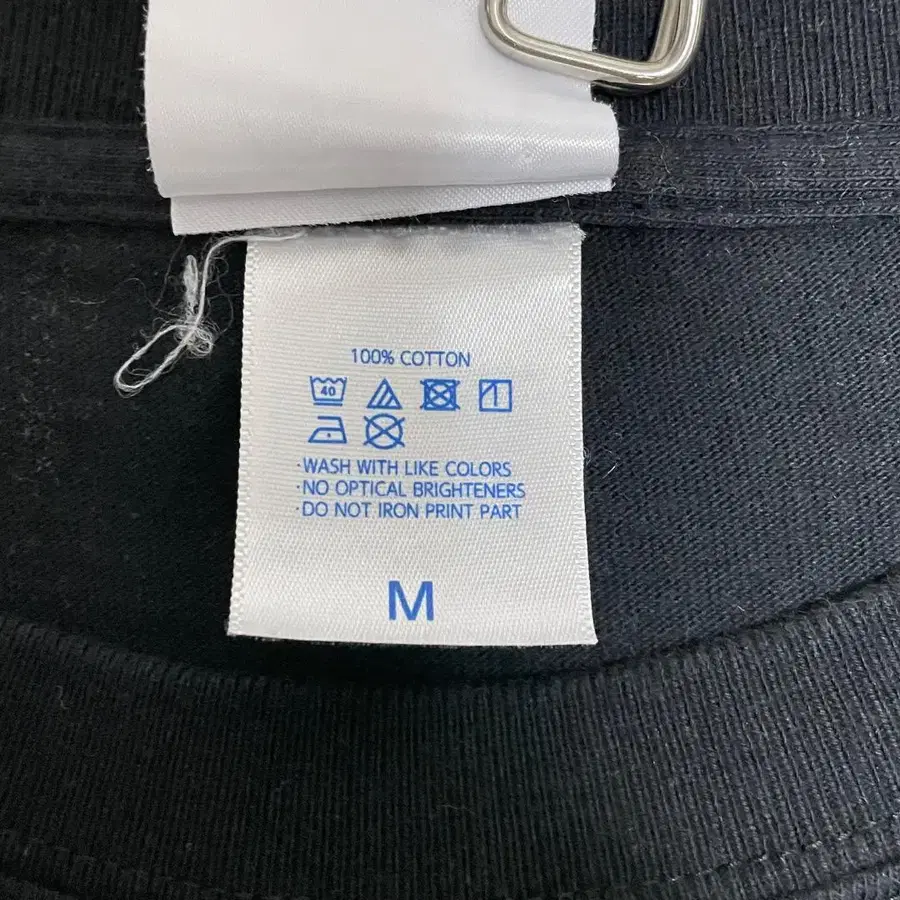 100% COTTON
40
·WASH WITH LIKE COLORS
·NO OPTICAL BRIGHTENERS
·DO NOT IRON PRINT PART
M